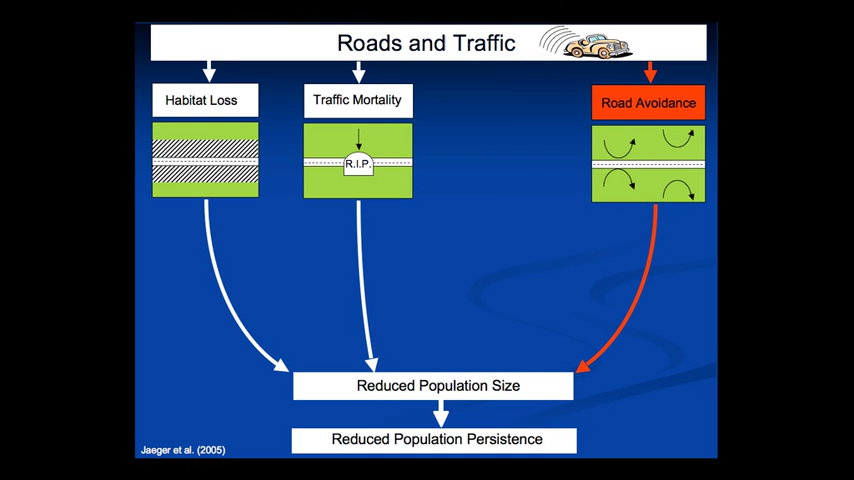 Roads and Traffic
Habitat Loss
Traffic Mortality
Road Avoidance
R.I.P.
Reduced Population Size
Reduced Population Persistence
Jaeger et al. (2005)